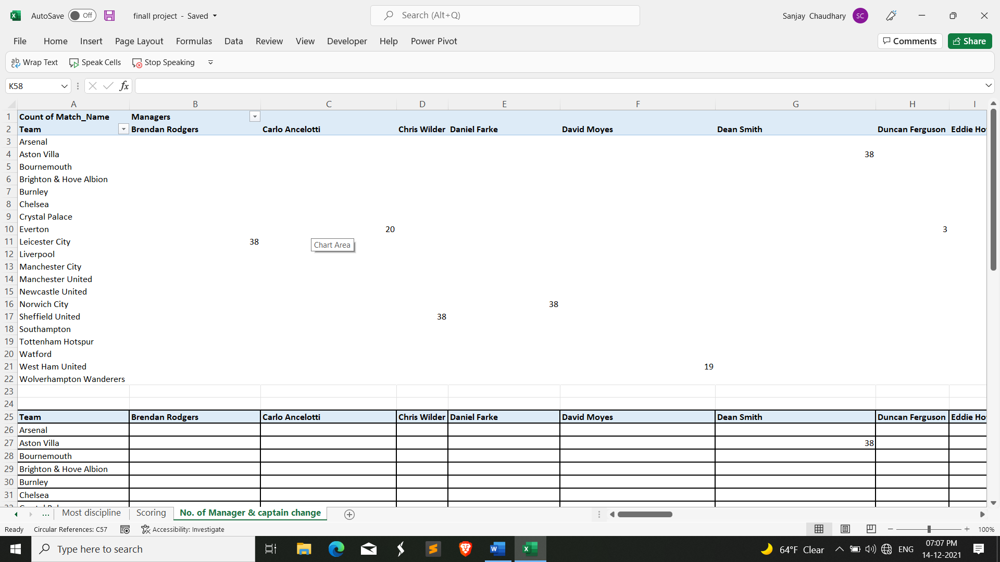 AutoSave Off finall project - Saved Search (Alt+Q) Sanjay Chaudhary SC
File Home Insert Page Layout Formulas Data Review View Developer Help Power Pivot Comments Share
Wrap Text Speak Cells Stop Speaking
K58 fx
A B C D E F G H I
1 Count of Match_Name Managers
2 Team Brendan Rodgers Carlo Ancelotti Chris Wilder Daniel Farke David Moyes Dean Smith Duncan Ferguson Eddie Ho
3 Arsenal
4 Aston Villa 38
5 Bournemouth
6 Brighton & Hove Albion
7 Burnley
8 Chelsea
9 Crystal Palace
10 Everton 20 3
11 Leicester City 38
Chart Area
12 Liverpool
13 Manchester City
14 Manchester United
15 Newcastle United
16 Norwich City 38
17 Sheffield United 38
18 Southampton
19 Tottenham Hotspur
20 Watford
21 West Ham United 19
22 Wolverhampton Wanderers
23
24
25 Team Brendan Rodgers Carlo Ancelotti Chris Wilder Daniel Farke David Moyes Dean Smith Duncan Ferguson Eddie Ho
26 Arsenal
27 Aston Villa 38
28 Bournemouth
29 Brighton & Hove Albion
30 Burnley
31 Chelsea
... Most discipline Scoring No. of Manager & captain change
Ready Circular References: C57 Accessibility: Investigate 100%
Type here to search 64°F Clear ENG 07:07 PM
14-12-2021